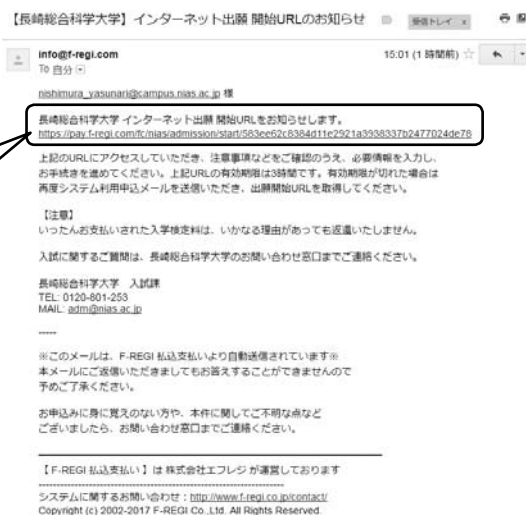 【長崎総合科学大学】インターネット出願 開始URLのお知らせ
受信トレイ x
info@f-regi.com
15:01 (1 時間前)
To 自分
nishimura_yasunari@campus.nias.ac.jp 様
長崎総合科学大学 インターネット出願 開始URLをお知らせします。
https://pay.f-regi.com/fc/nias/admission/start/583ee62c8384d11e2921a3938337b2477024de78
上記のURLにアクセスしていただき、注意事項などをご確認のうえ、必要情報を入力し、
お手続きを進めてください。上記URLの有効期限は3時間です。有効期限が切れた場合は
再度システム利用申込メールを送信いただき、出願開始URLを取得してください。
【注意】
いったんお支払いされた入学検定料は、いかなる理由があっても返還いたしません。
入試に関するご質問は、長崎総合科学大学のお問い合わせ窓口までご連絡ください。
長崎総合科学大学 入試課
TEL: 0120-801-253
MAIL: adm@nias.ac.jp
-----
※このメールは、F-REGI 払込支払いより自動送信されています※
本メールにご返信いただきましてもお答えすることができませんので
予めご了承ください。
お申込みに身に覚えのない方や、本件に関してご不明な点など
ございましたら、お問い合わせ窓口までご連絡ください。
【 F-REGI 払込支払い 】は 株式会社エフレジ が運営しております
システムに関するお問い合わせ : http://www.f-regi.co.jp/contact/
Copyright (c) 2002-2017 F-REGI Co.,Ltd. All Rights Reserved.